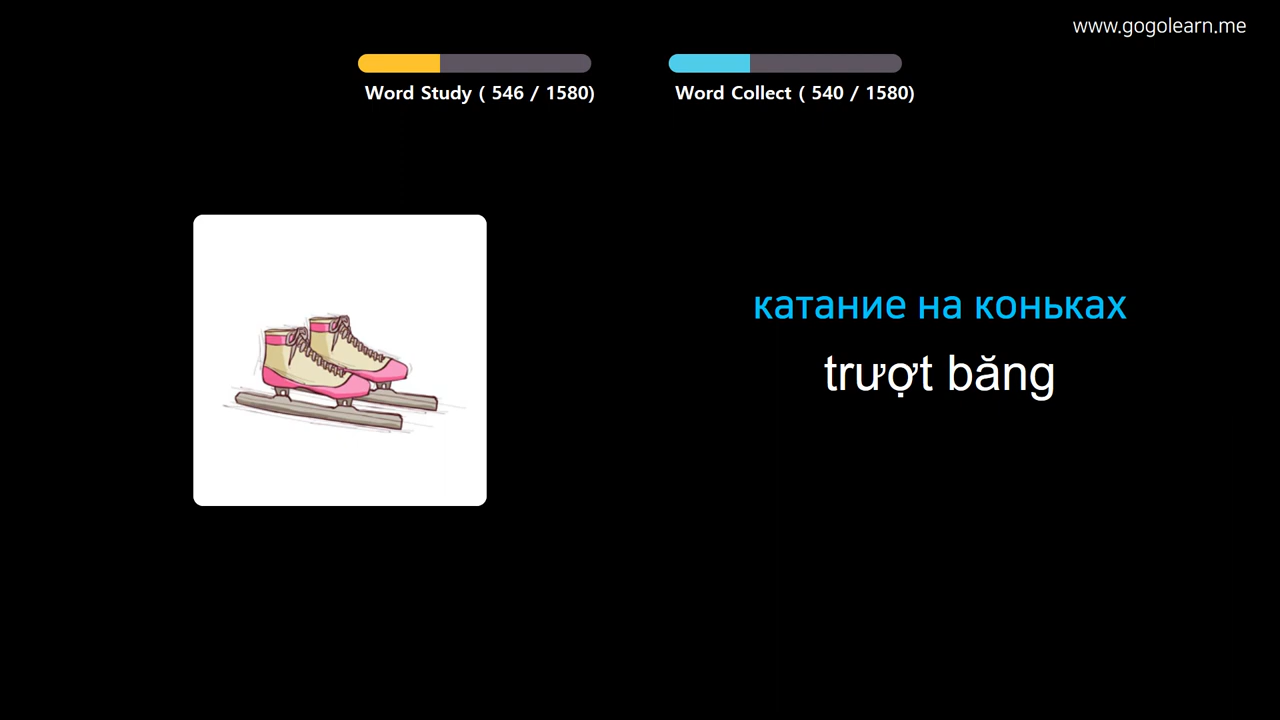 www.gogolearn.me
Word Study ( 546 / 1580)
Word Collect ( 540 / 1580)
катание на коньках
trượt băng